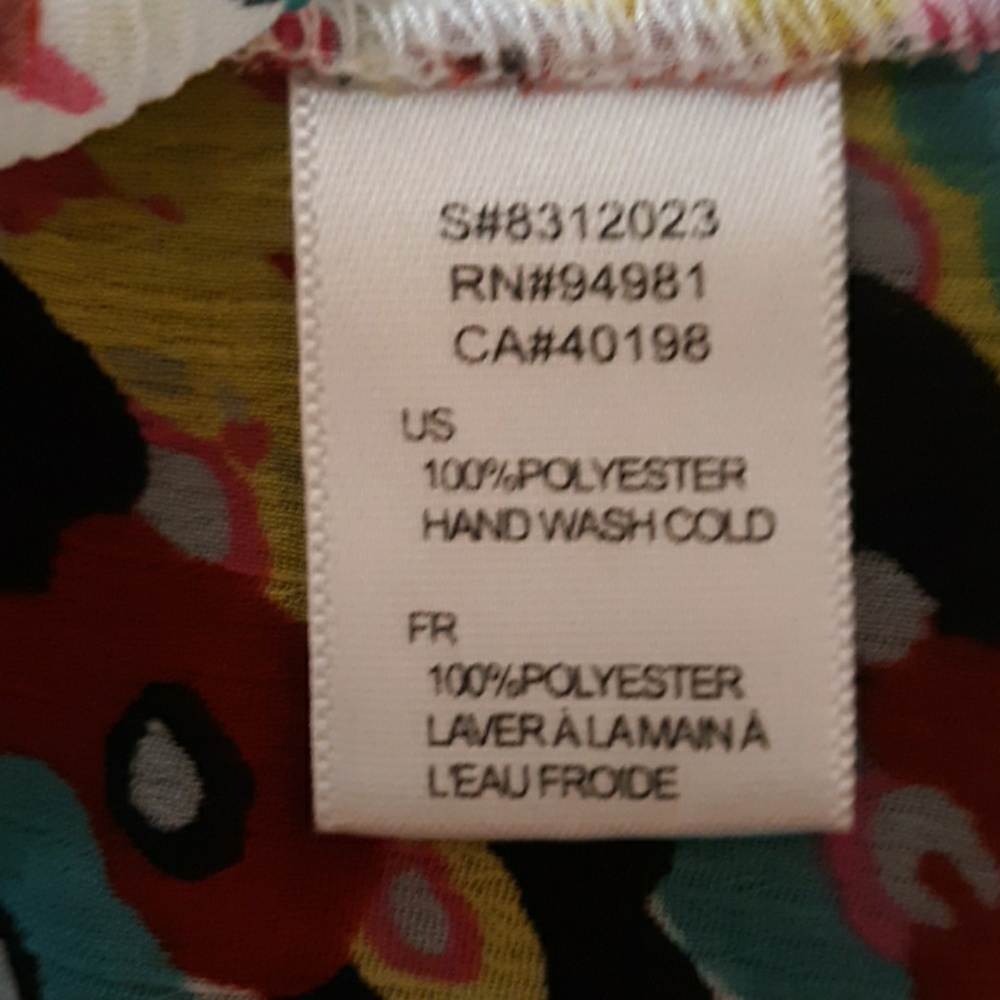 S#8312023
RN#94981
CA#40198
US
100%POLYESTER
HAND WASH COLD
FR
100%POLYESTER
LAVER À LA MAIN À
L'EAU FROIDE